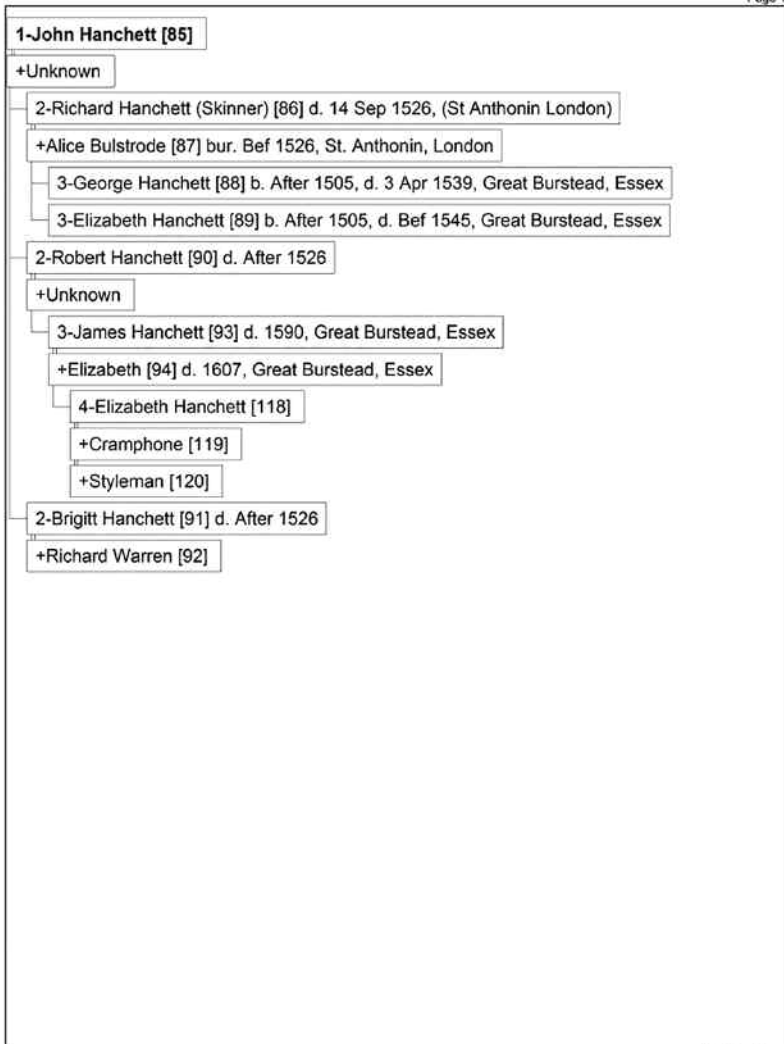 1-John Hanchett [85]
+Unknown
2-Richard Hanchett (Skinner) [86] d. 14 Sep 1526, (St Anthonin London)
+Alice Bulstrode [87] bur. Bef 1526, St. Anthonin, London
3-George Hanchett [88] b. After 1505, d. 3 Apr 1539, Great Burstead, Essex
3-Elizabeth Hanchett [89] b. After 1505, d. Bef 1545, Great Burstead, Essex
2-Robert Hanchett [90] d. After 1526
+Unknown
3-James Hanchett [93] d. 1590, Great Burstead, Essex
+Elizabeth [94] d. 1607, Great Burstead, Essex
4-Elizabeth Hanchett [118]
+Cramphone [119]
+Styleman [120]
2-Brigitt Hanchett [91] d. After 1526
+Richard Warren [92]